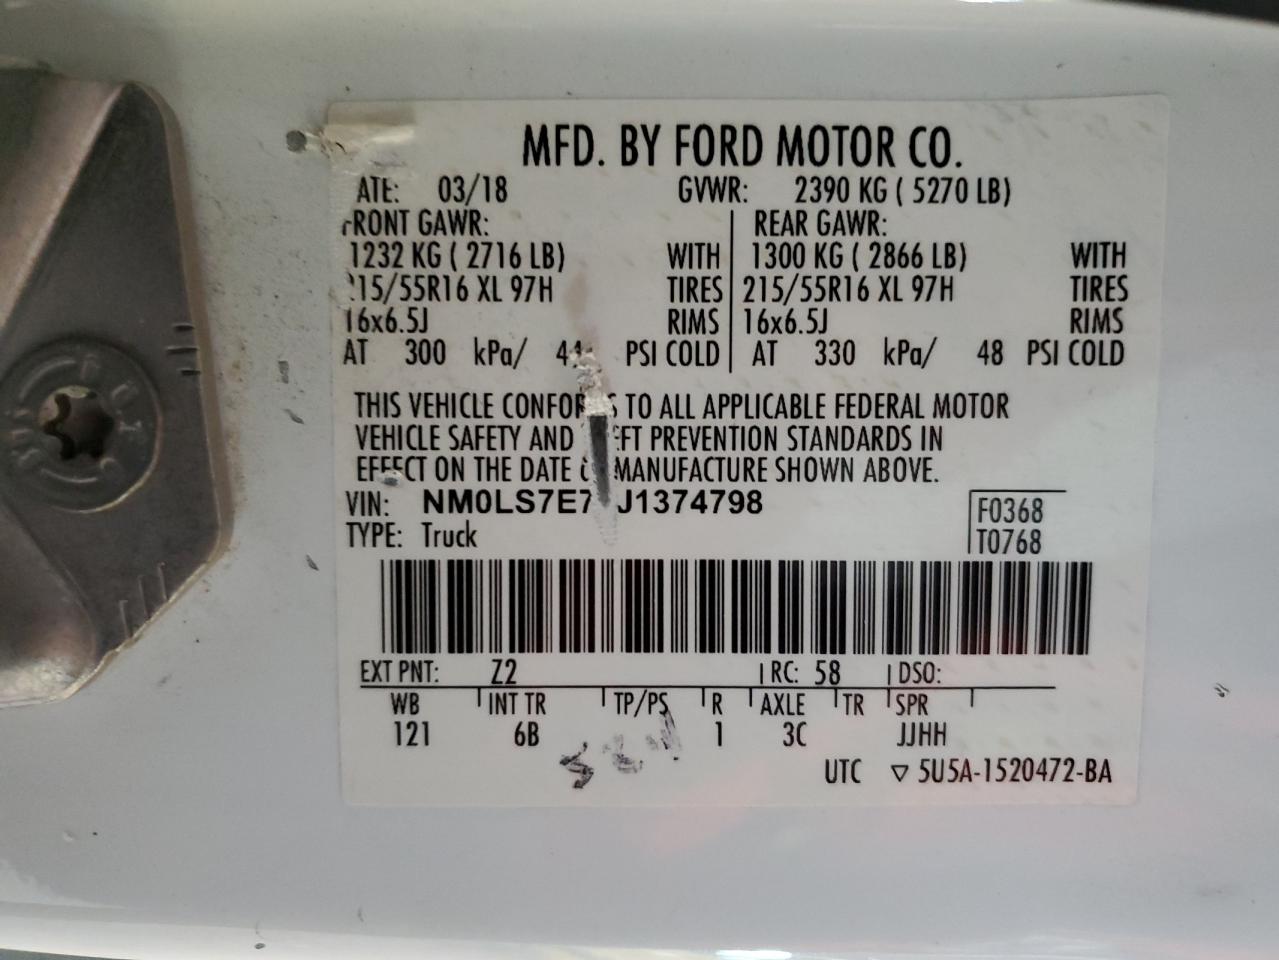 MFD. BY FORD MOTOR CO.
ATE: 03/18 GVWR: 2390 KG ( 5270 LB)
FRONT GAWR: REAR GAWR:
1232 KG ( 2716 LB) WITH 1300 KG ( 2866 LB) WITH
215/55R16 XL 97H TIRES 215/55R16 XL 97H TIRES
16x6.5J RIMS 16x6.5J RIMS
AT 300 kPa/ PSI COLD AT 330 kPa/ 48 PSI COLD
THIS VEHICLE CONFORMS TO ALL APPLICABLE FEDERAL MOTOR
VEHICLE SAFETY AND THEFT PREVENTION STANDARDS IN
EFFECT ON THE DATE OF MANUFACTURE SHOWN ABOVE.
VIN: NM0LS7E7 J1374798 F0368
TYPE: Truck T0768
EXT PNT: Z2 RC: 58 DSO:
WB INT TR TP/PS R AXLE TR SPR
121 6B 1 3C JJHH
UTC ▽ 5U5A-1520472-BA